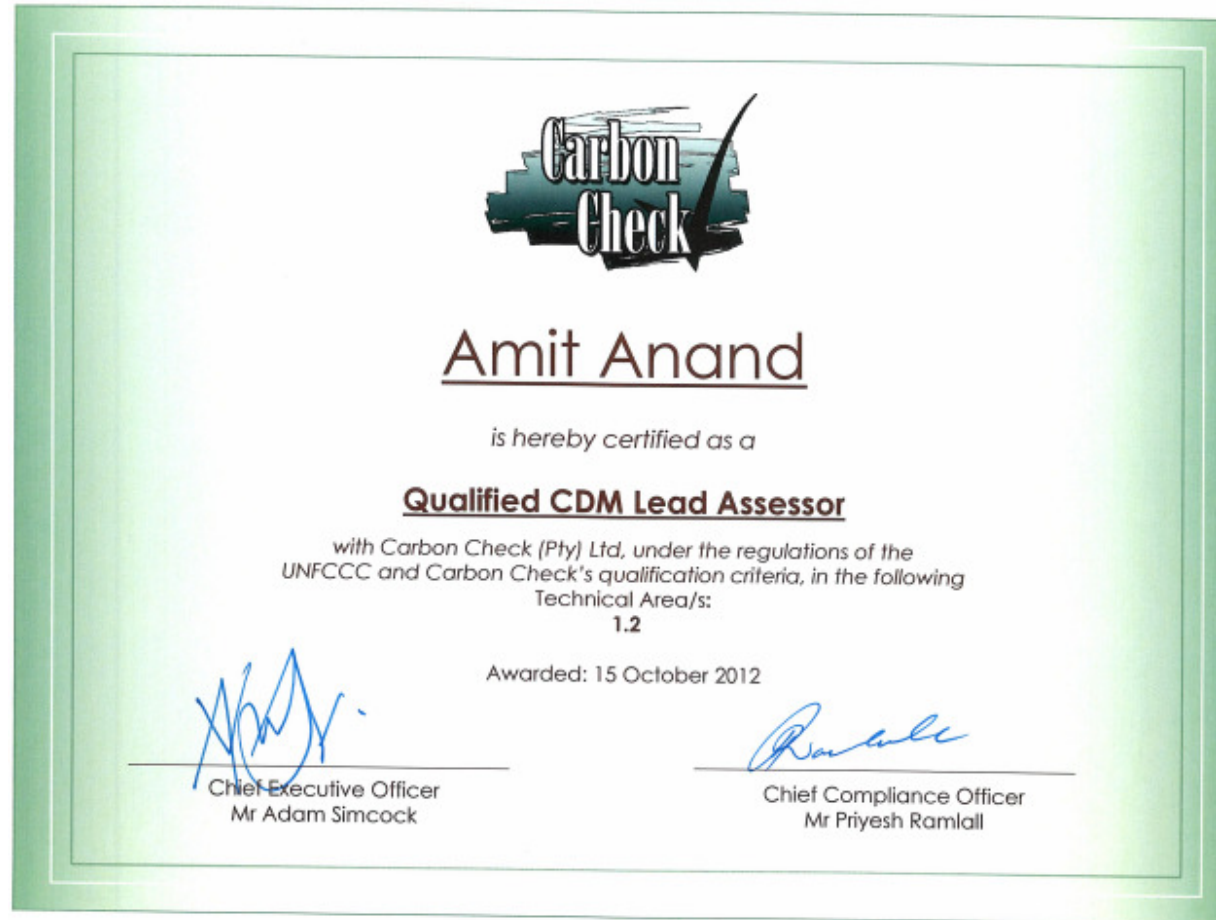 Carbon
Check
Amit Anand
is hereby certified as a
Qualified CDM Lead Assessor
with Carbon Check (Pty) Ltd, under the regulations of the
UNFCCC and Carbon Check's qualification criteria, in the following
Technical Area/s:
1.2
Awarded: 15 October 2012
Chief Executive Officer
Mr Adam Simcock
Chief Compliance Officer
Mr Priyesh Ramlall